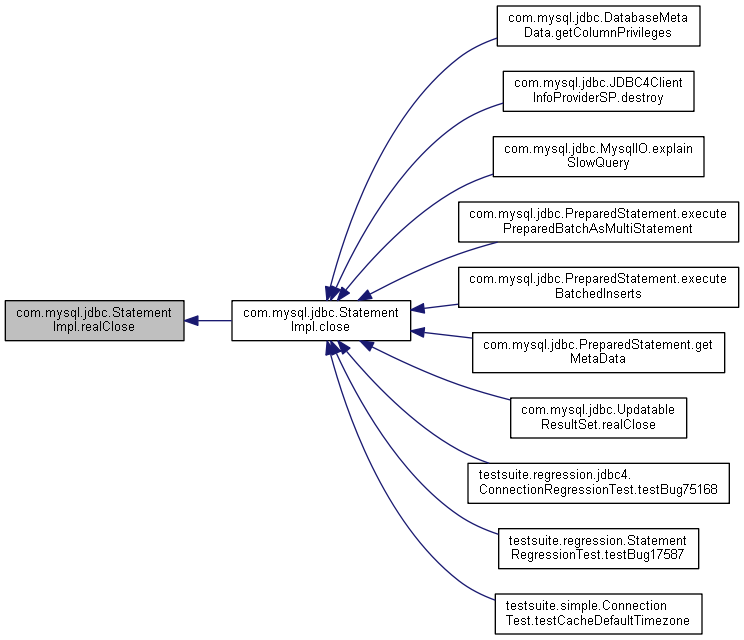 com.mysql.jdbc.DatabaseMeta
Data.getColumnPrivileges
com.mysql.jdbc.JDBC4Client
InfoProviderSP.destroy
com.mysql.jdbc.MysqlIO.explain
SlowQuery
com.mysql.jdbc.PreparedStatement.execute
PreparedBatchAsMultiStatement
com.mysql.jdbc.PreparedStatement.execute
BatchedInserts
com.mysql.jdbc.Statement
Impl.realClose
com.mysql.jdbc.Statement
Impl.close
com.mysql.jdbc.PreparedStatement.get
MetaData
com.mysql.jdbc.Updatable
ResultSet.realClose
testsuite.regression.jdbc4.
ConnectionRegressionTest.testBug75168
testsuite.regression.Statement
RegressionTest.testBug17587
testsuite.simple.Connection
Test.testCacheDefaultTimezone